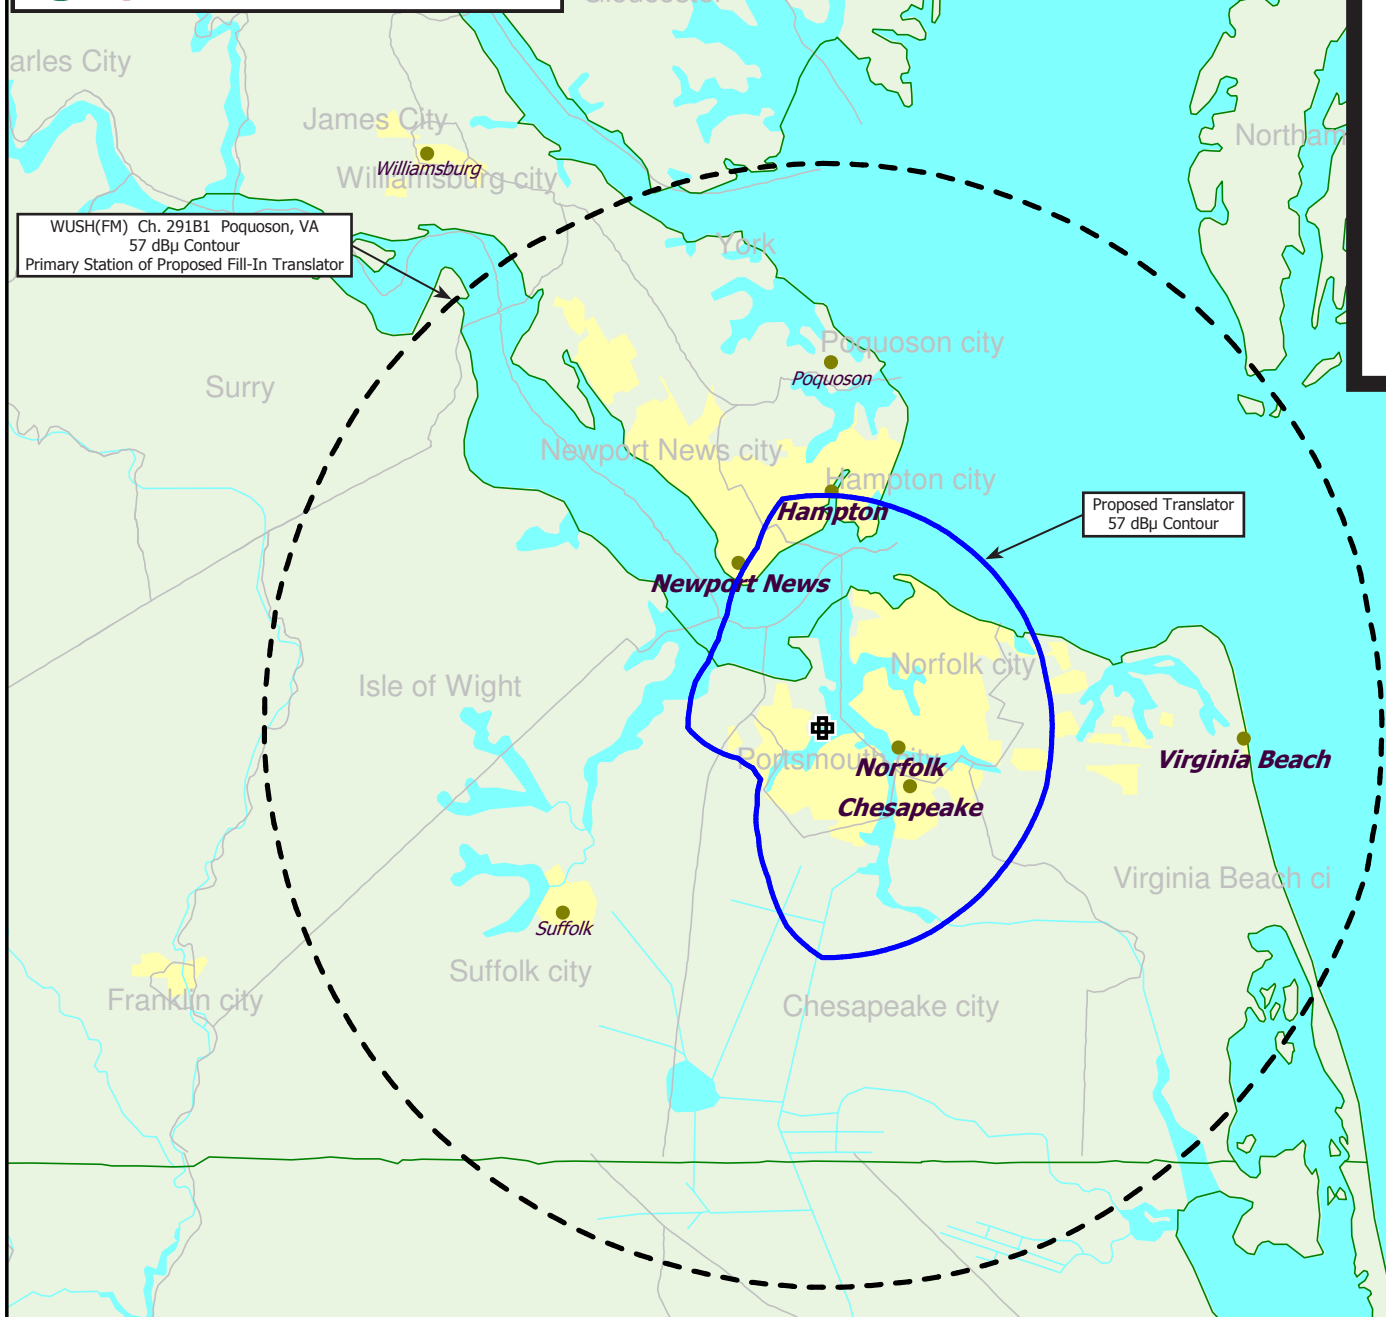 Gloucester
arles City
James City
Northam
Williamsburg
Williamsburg city
WUSH(FM) Ch. 291B1 Poquoson, VA
57 dBµ Contour
Primary Station of Proposed Fill-In Translator
York
Poquoson city
Poquoson
Surry
Newport News city
Hampton city
Hampton
Proposed Translator
57 dBµ Contour
Newport News
Norfolk city
Isle of Wight
Portsmouth city
Norfolk
Virginia Beach
Chesapeake
Virginia Beach ci
Suffolk
Suffolk city
Franklin city
Chesapeake city